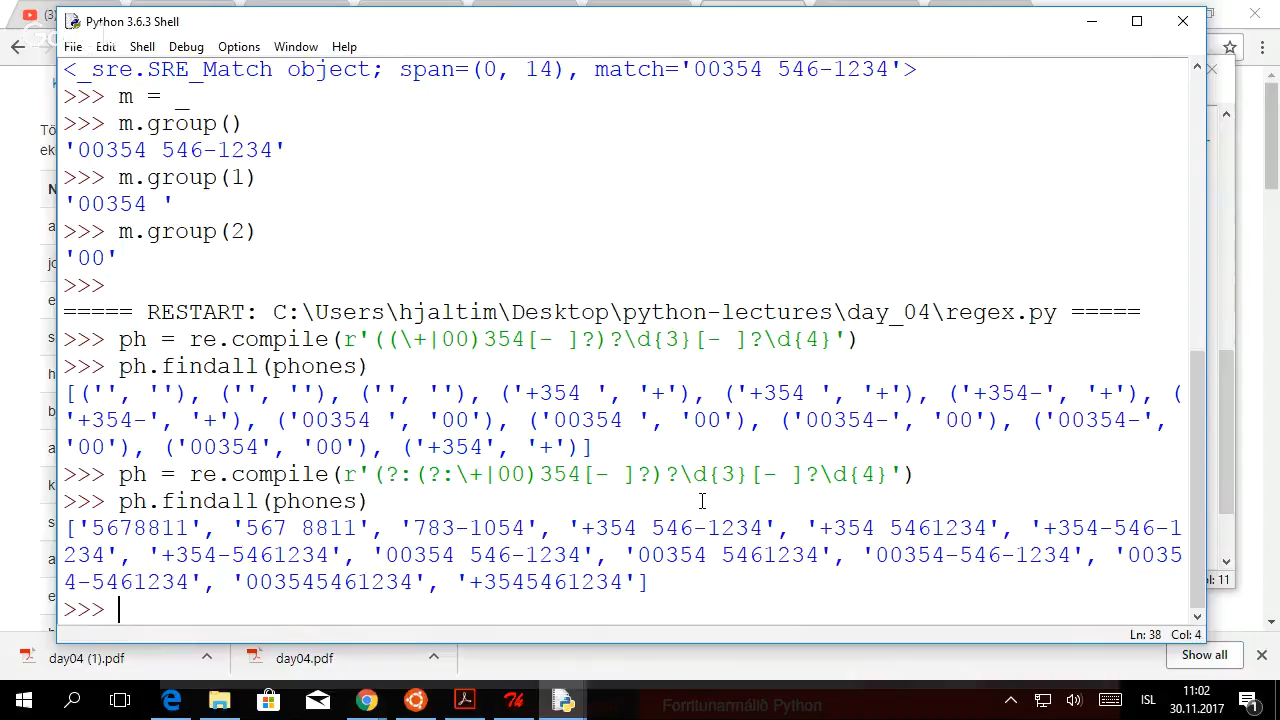 (3)
Python 3.6.3 Shell
File Edit Shell Debug Options Window Help
<_sre.SRE_Match object; span=(0, 14), match='00354 546-1234'>
>>> m = _
>>> m.group()
'00354 546-1234'
>>> m.group(1)
'00354 '
>>> m.group(2)
'00'
>>>
===== RESTART: C:\Users\hjaltim\Desktop\python-lectures\day_04\regex.py =====
>>> ph = re.compile(r'((\+|00)354[- ]?)?\d{3}[- ]?\d{4}')
>>> ph.findall(phones)
[('', ''), ('', ''), ('', ''), ('+354 ', '+'), ('+354 ', '+'), ('+354-', '+'), (
'+354-', '+'), ('00354 ', '00'), ('00354 ', '00'), ('00354-', '00'), ('00354-',
'00'), ('00354', '00'), ('+354', '+')]
>>> ph = re.compile(r'(?:(?:\+|00)354[- ]?)?\d{3}[- ]?\d{4}')
>>> ph.findall(phones)
['5678811', '567 8811', '783-1054', '+354 546-1234', '+354 5461234', '+354-546-1
234', '+354-5461234', '00354 546-1234', '00354 5461234', '00354-546-1234', '0035
4-5461234', '003545461234', '+3545461234']
>>>
Ln: 38 Col: 4
day04 (1).pdf
day04.pdf
Show all
Forritunarmálið Python
ISL
11:02
30.11.2017
1